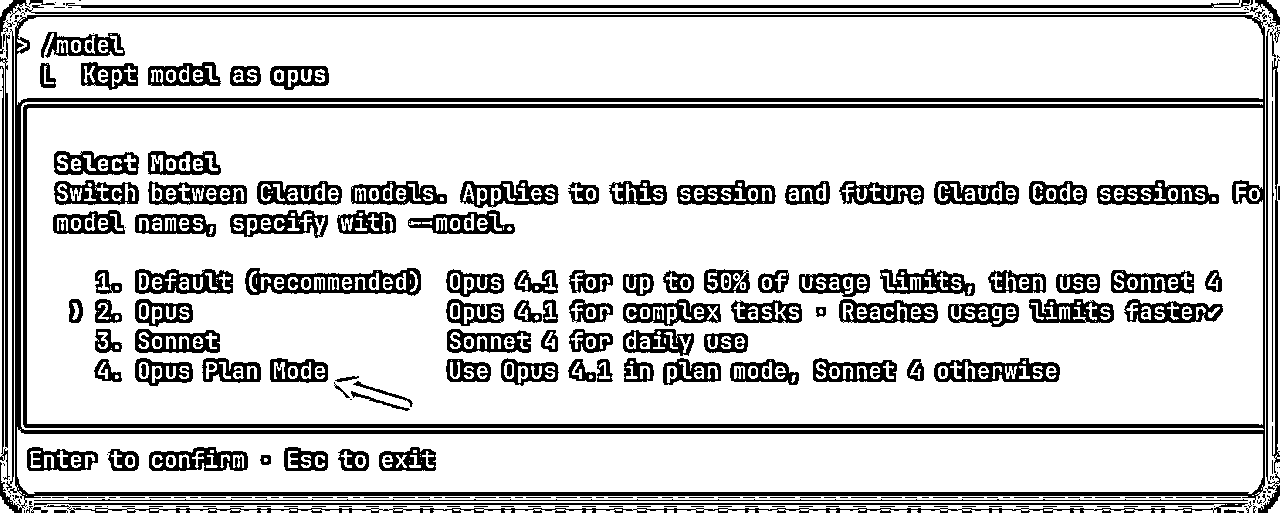 > /model
L Kept model as opus
Select Model
Switch between Claude models. Applies to this session and future Claude Code sessions. Fo
model names, specify with --model.
1. Default (recommended) Opus 4.1 for up to 50% of usage limits, then use Sonnet 4
) 2. Opus Opus 4.1 for complex tasks · Reaches usage limits faster✓
3. Sonnet Sonnet 4 for daily use
4. Opus Plan Mode Use Opus 4.1 in plan mode, Sonnet 4 otherwise
Enter to confirm · Esc to exit